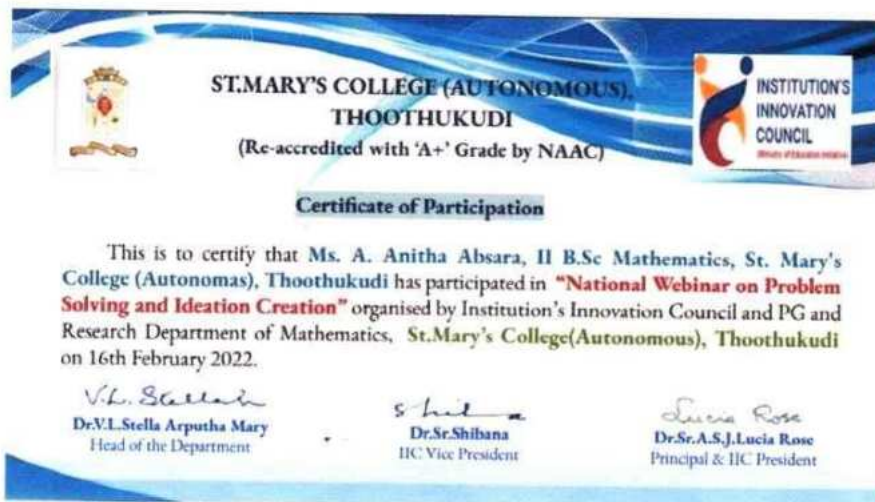 ST.MARY'S COLLEGE (AUTONOMOUS),
THOOTHUKUDI
(Re-accredited with 'A+' Grade by NAAC)
INSTITUTION'S
INNOVATION
COUNCIL
(Ministry of Education Initiative)
Certificate of Participation
This is to certify that Ms. A. Anitha Absara, II B.Sc Mathematics, St. Mary's
College (Autonomas), Thoothukudi has participated in "National Webinar on Problem
Solving and Ideation Creation" organised by Institution's Innovation Council and PG and
Research Department of Mathematics, St.Mary's College(Autonomous), Thoothukudi
on 16th February 2022.
V.L. Stella
Dr.V.L.Stella Arputha Mary
Head of the Department
Dr.Sr.Shibana
IIC Vice President
Lucia Rose
Dr.Sr.A.S.J.Lucia Rose
Principal & IIC President